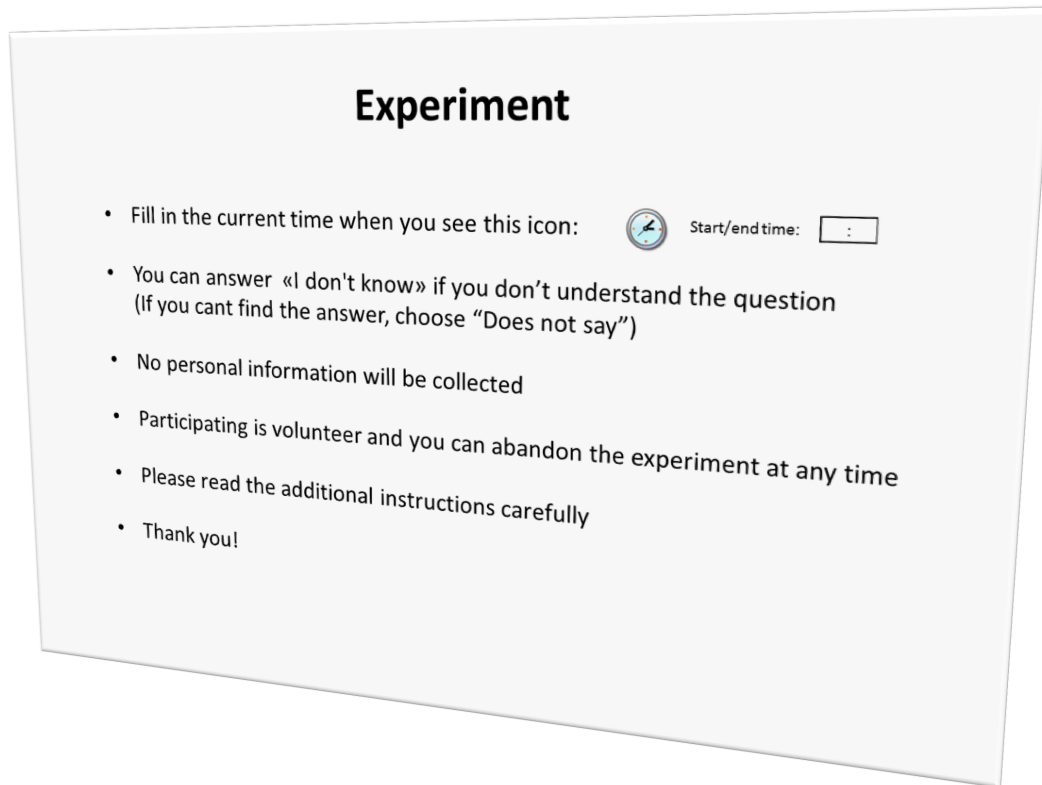 Experiment
• Fill in the current time when you see this icon: Start/end time: :
• You can answer «I don't know» if you don’t understand the question
(If you cant find the answer, choose “Does not say”)
• No personal information will be collected
• Participating is volunteer and you can abandon the experiment at any time
• Please read the additional instructions carefully
• Thank you!